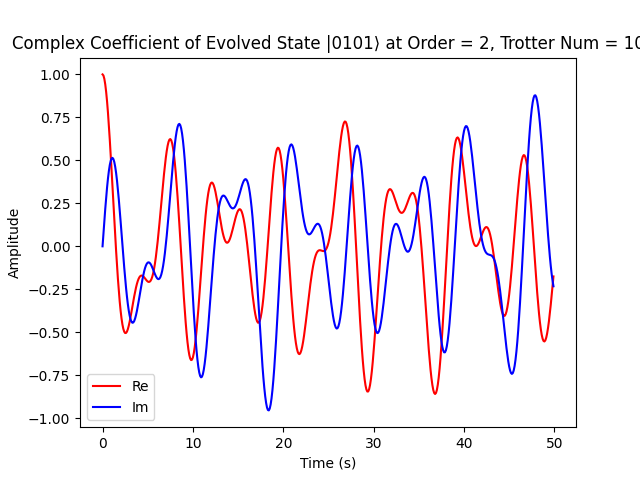 Complex Coefficient of Evolved State |0101⟩ at Order = 2, Trotter Num = 10
1.00
0.75
0.50
0.25
0.00
−0.25
−0.50
−0.75
−1.00
Amplitude
Re
Im
0 10 20 30 40 50
Time (s)